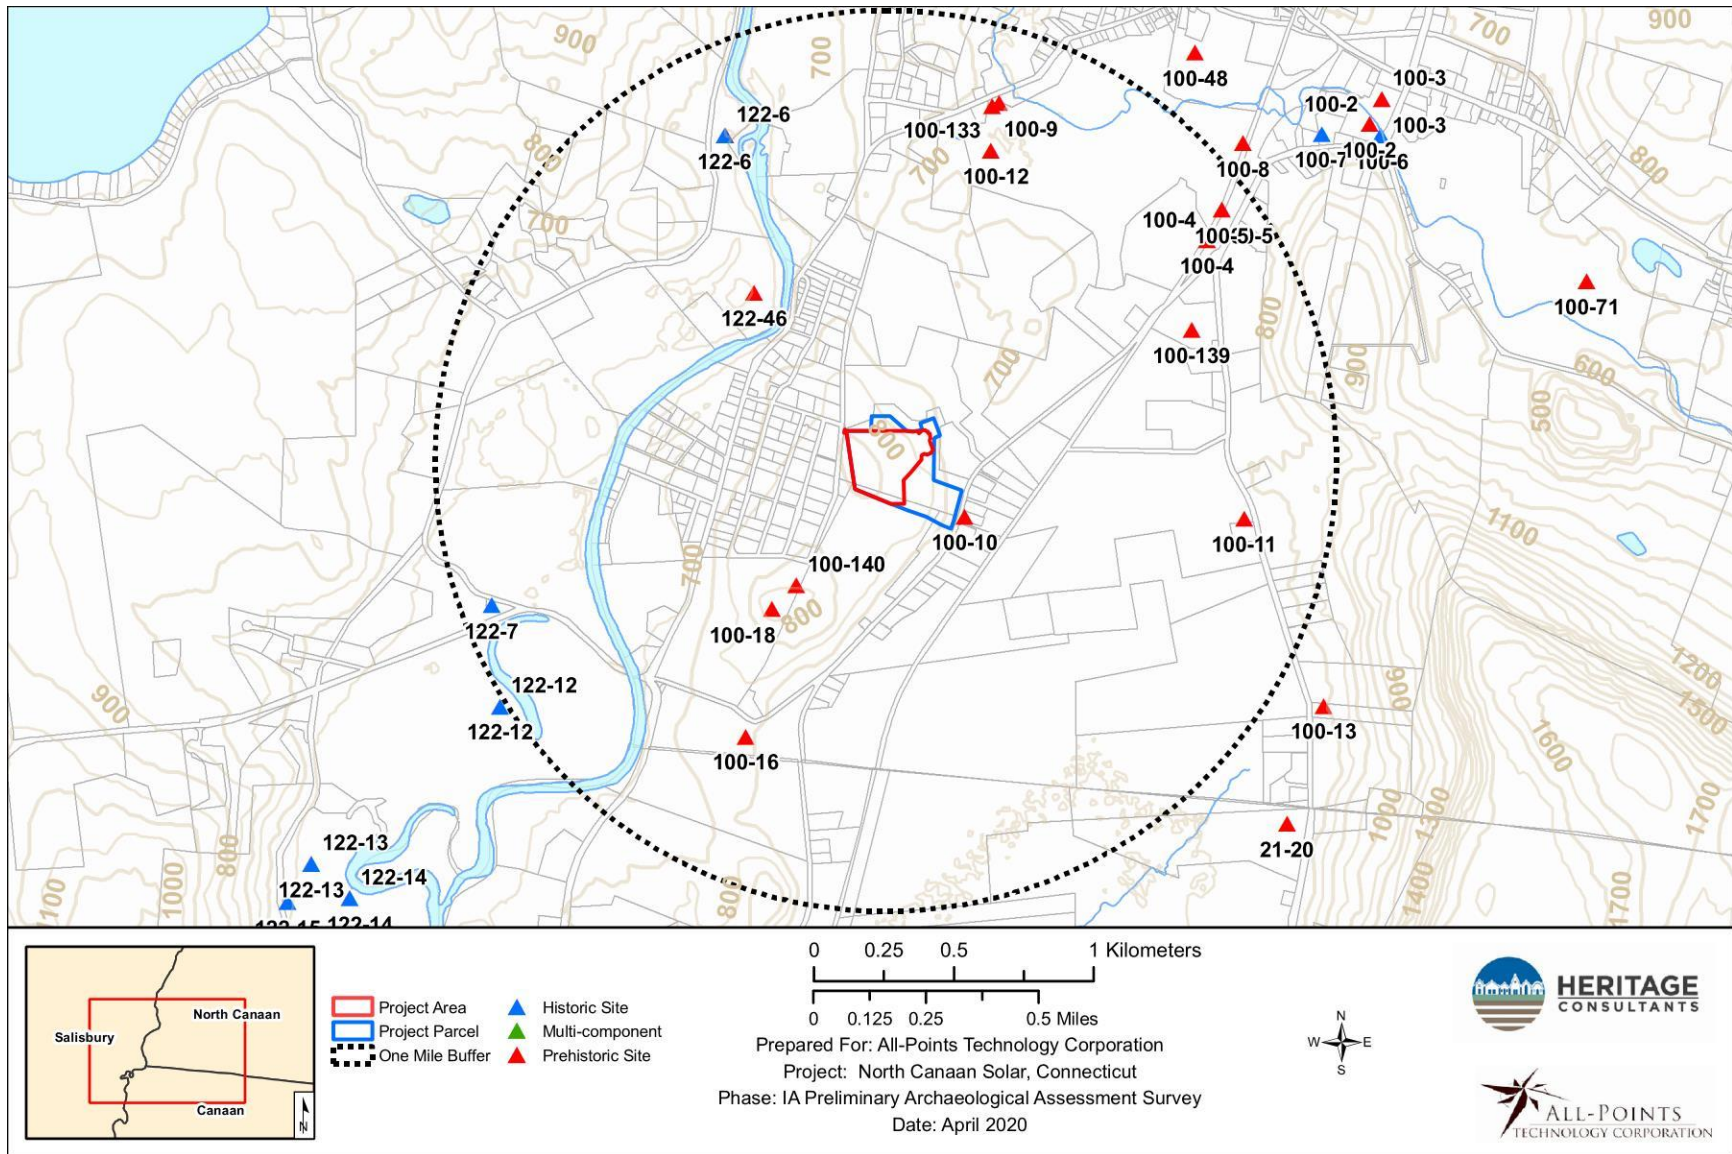 900
700
700
900
100-48
100-3
122-6
100-2
100-133
100-9
100-3
800
122-6
700
100-7
100-2
100-6
100-8
800
100-12
700
100-4
100-5
100-4
800
100-71
122-46
700
100-139
900
600
500
800
1100
100-10
100-11
700
100-140
122-7
100-18
800
1200
122-12
900
900
1500
122-12
100-13
1600
100-16
1000
1300
1700
122-13
21-20
800
122-14
1100
1000
122-13
800
1400
1700
122-14
Salisbury
North Canaan
Canaan
N
Project Area
Project Parcel
One Mile Buffer
Historic Site
Multi-component
Prehistoric Site
0 0.25 0.5 1 Kilometers
0 0.125 0.25 0.5 Miles
Prepared For: All-Points Technology Corporation
Project: North Canaan Solar, Connecticut
Phase: IA Preliminary Archaeological Assessment Survey
Date: April 2020
N
W E
S
HERITAGE
CONSULTANTS
ALL-POINTS
TECHNOLOGY CORPORATION